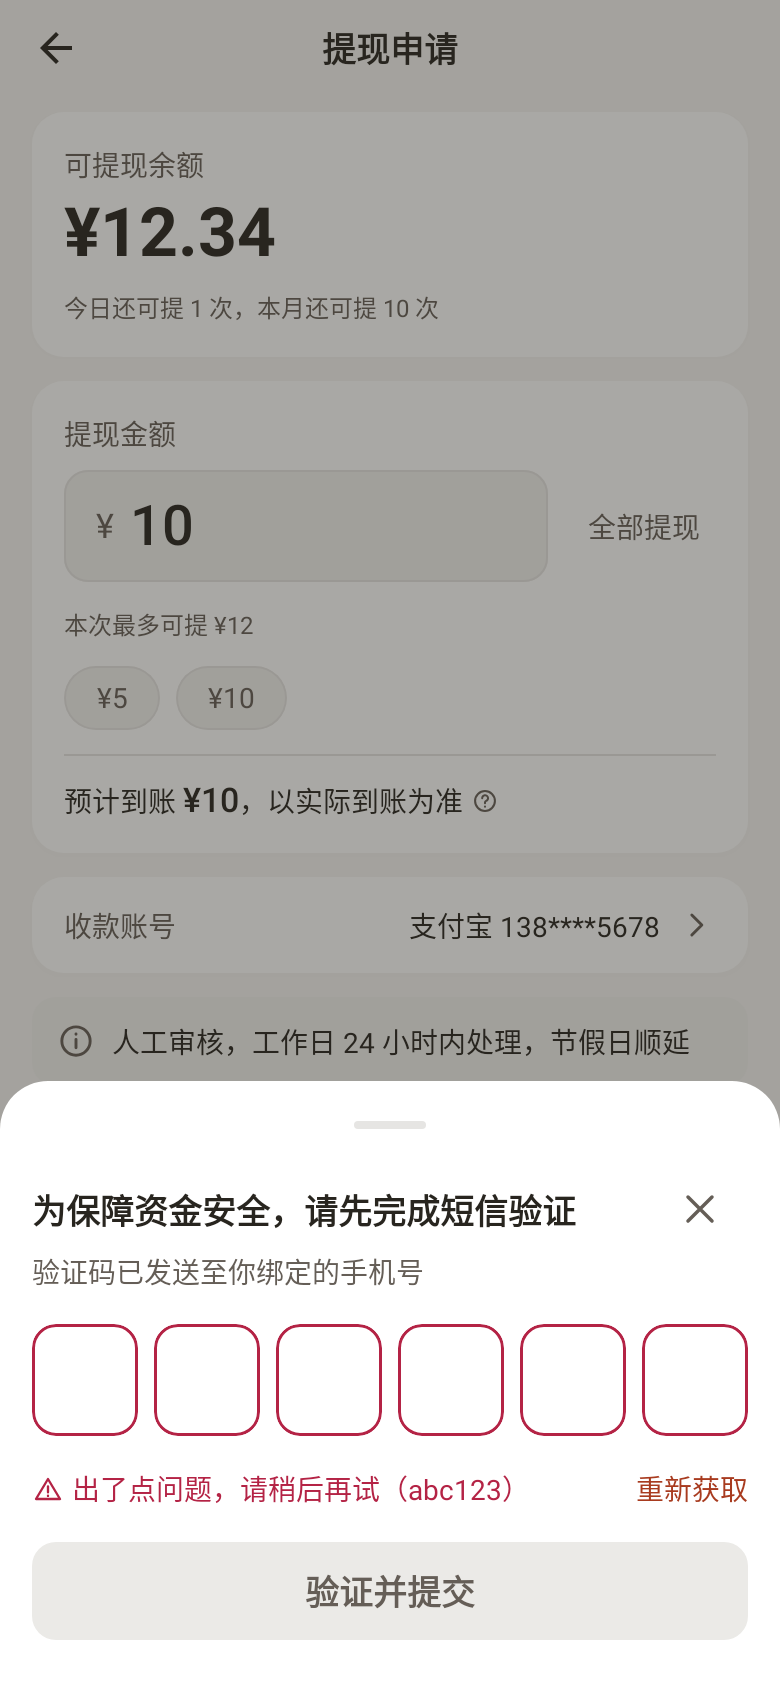 提现申请
可提现余额
¥12.34
今日还可提 1 次，本月还可提 10 次
提现金额
¥ 10
全部提现
本次最多可提 ¥12
¥5
¥10
预计到账 ¥10，以实际到账为准
收款账号
支付宝 138****5678
人工审核，工作日 24 小时内处理，节假日顺延
为保障资金安全，请先完成短信验证
验证码已发送至你绑定的手机号
出了点问题，请稍后再试（abc123）
重新获取
验证并提交